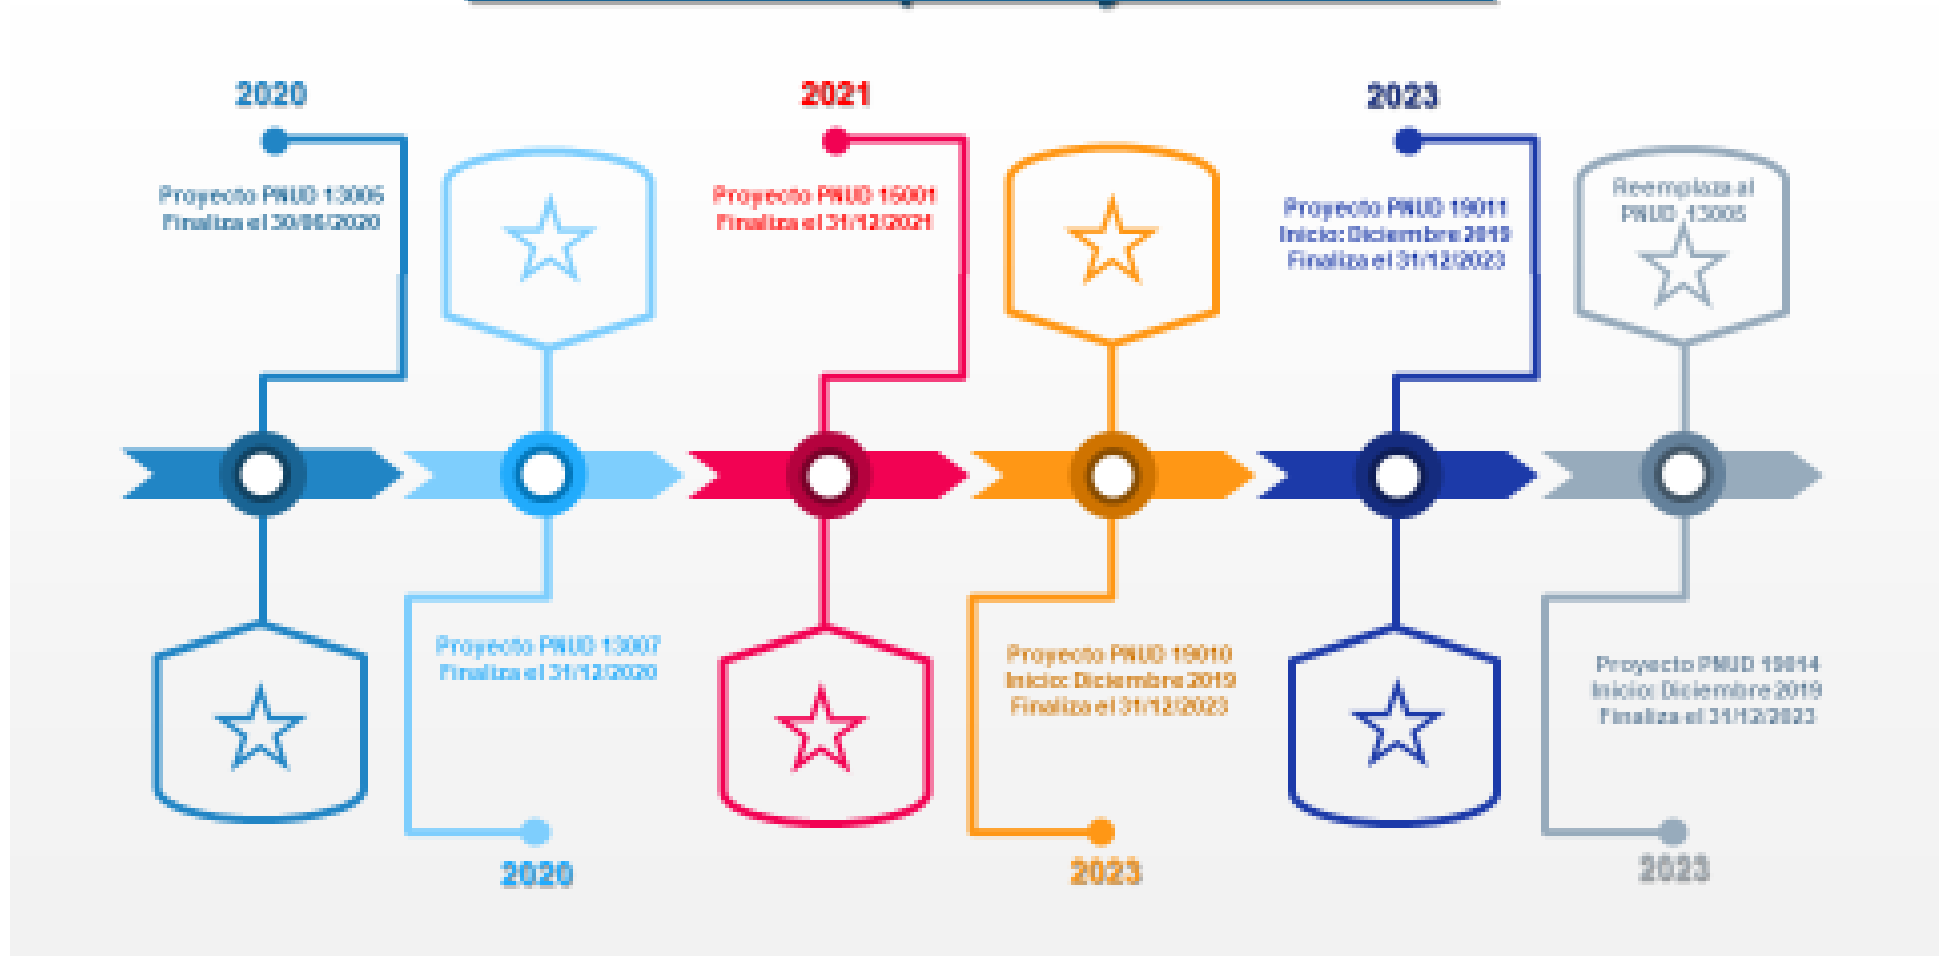 2020
Proyecto PNUD 13005
Finaliza el 30/06/2020
Proyecto PNUD 13007
Finaliza el 31/12/2020
2020
2021
Proyecto PNUD 15001
Finaliza el 31/12/2021
Proyecto PNUD 19010
Inicio: Diciembre 2019
Finaliza el 31/12/2023
2023
2023
Proyecto PNUD 19011
Inicio: Diciembre 2019
Finaliza el 31/12/2023
Reemplaza al
PNUD 13005
Proyecto PNUD 19014
Inicio: Diciembre 2019
Finaliza el 31/12/2023
2023